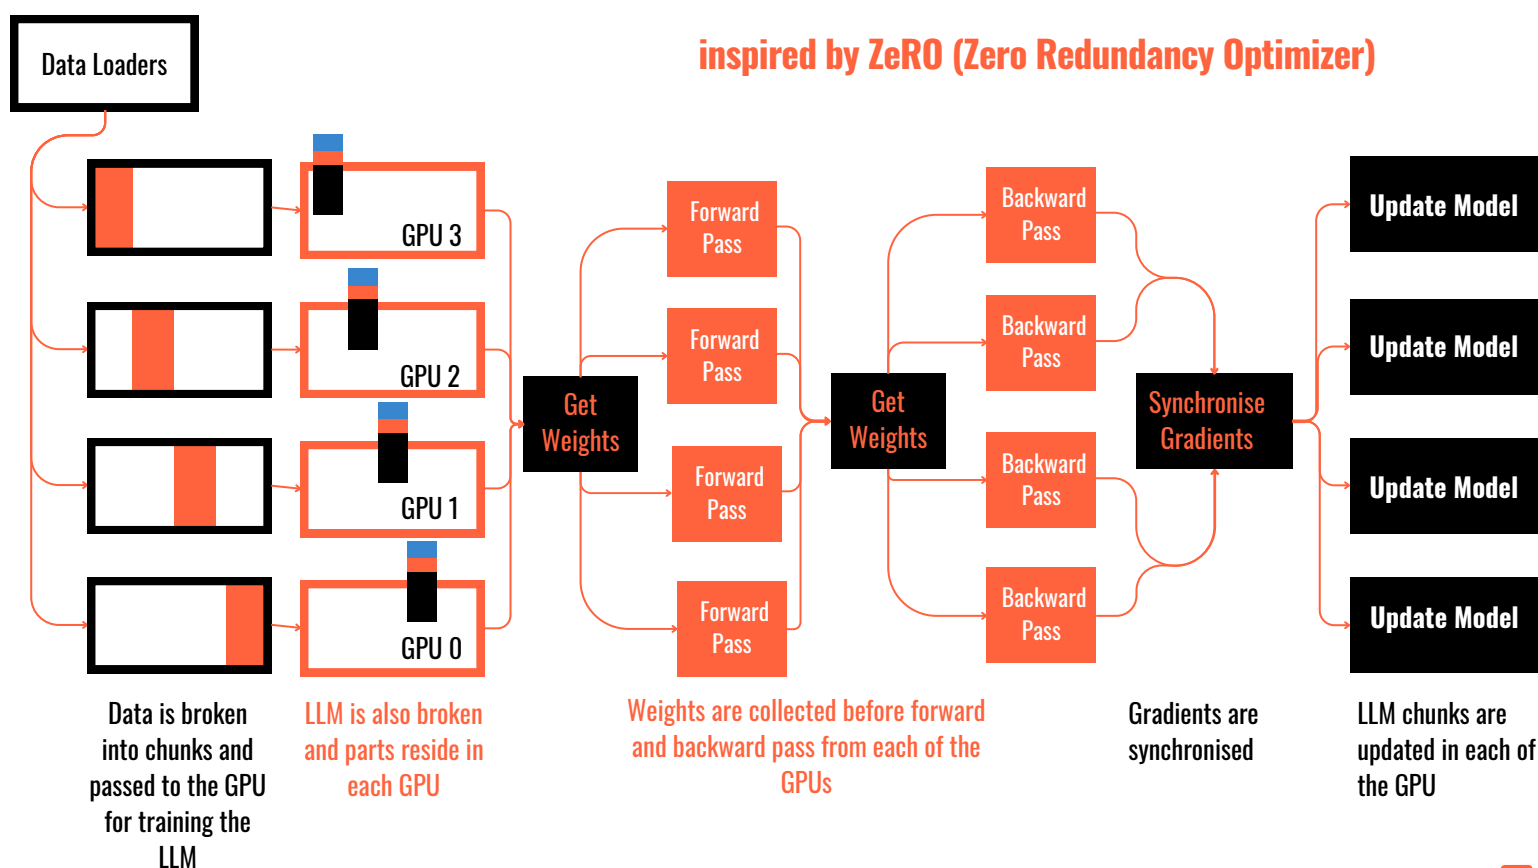 inspired by ZeRO (Zero Redundancy Optimizer)
Data Loaders
GPU 3
GPU 2
GPU 1
GPU 0
Get
Weights
Forward
Pass
Forward
Pass
Forward
Pass
Forward
Pass
Get
Weights
Backward
Pass
Backward
Pass
Backward
Pass
Backward
Pass
Synchronise
Gradients
Update Model
Update Model
Update Model
Update Model
Data is broken
into chunks and
passed to the GPU
for training the
LLM
LLM is also broken
and parts reside in
each GPU
Weights are collected before forward
and backward pass from each of the
GPUs
Gradients are
synchronised
LLM chunks are
updated in each of
the GPU